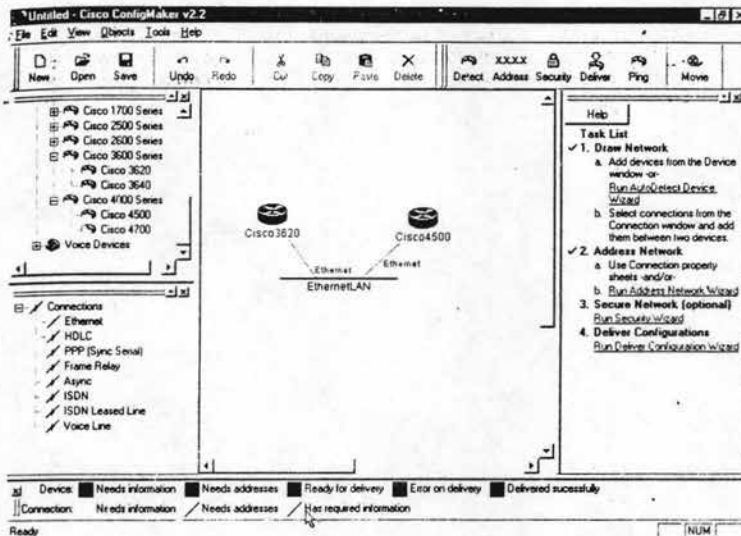 Untitled - Cisco ConfigMaker v2.2
File Edit View Objects Tools Help
New Open Save Undo Redo Cut Copy Paste Delete Detect XXXX Address Security Deliver Ping Movie
Cisco 1700 Series
Cisco 2500 Series
Cisco 2600 Series
Cisco 3600 Series
Cisco 3620
Cisco 3640
Cisco 4000 Series
Cisco 4500
Cisco 4700
Voice Devices
Connections
Ethernet
HDLC
PPP (Sync Serial)
Frame Relay
Async
ISDN
ISDN Leased Line
Voice Line
Cisco3620
Cisco4500
Ethernet
Ethernet
EthernetLAN
Help
Task List
1. Draw Network
a. Add devices from the Device
window -or-
Run AutoDetect Device
Wizard
b. Select connections from the
Connection window and add
them between two devices.
2. Address Network
a. Use Connection property
sheets -and/or-
b. Run Address Network Wizard
3. Secure Network (optional)
Run Security Wizard
4. Deliver Configurations
Run Deliver Configuration Wizard
Device: Needs information Needs addresses Ready for delivery Error on delivery Delivered sucessfully
Connection: Needs information Needs addresses Has required information
Ready NUM